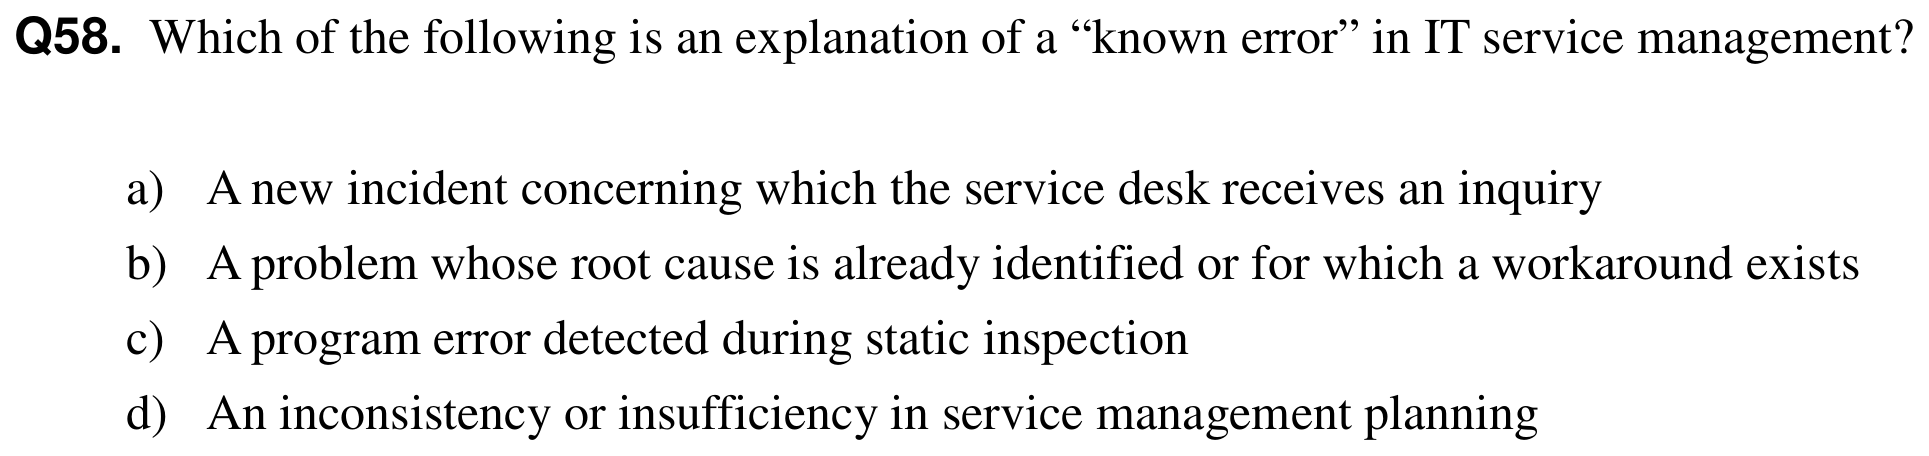 Q58. Which of the following is an explanation of a “known error” in IT service management?
a) A new incident concerning which the service desk receives an inquiry
b) A problem whose root cause is already identified or for which a workaround exists
c) A program error detected during static inspection
d) An inconsistency or insufficiency in service management planning